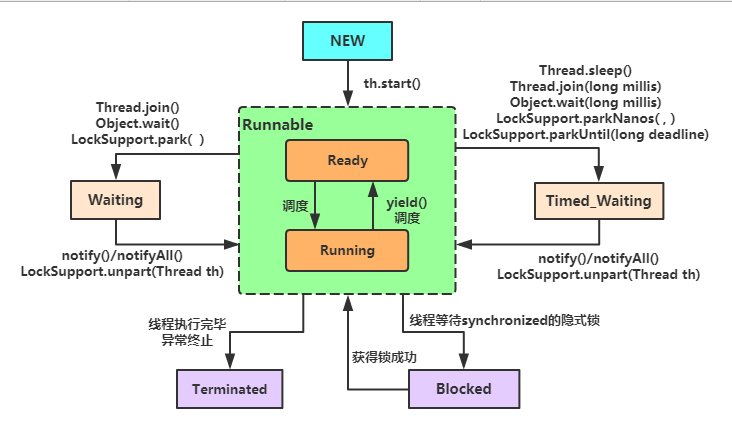 NEW
th.start()
Thread.sleep()
Thread.join(long millis)
Object.wait(long millis)
LockSupport.parkNanos( , )
LockSupport.parkUntil(long deadline)
Thread.join()
Object.wait()
LockSupport.park(  )
Runnable
Ready
调度
yield()
调度
Running
Waiting
Timed_Waiting
notify()/notifyAll()
LockSupport.unpart(Thread th)
notify()/notifyAll()
LockSupport.unpart(Thread th)
线程执行完毕
异常终止
线程等待synchronized的隐式锁
获得锁成功
Terminated
Blocked